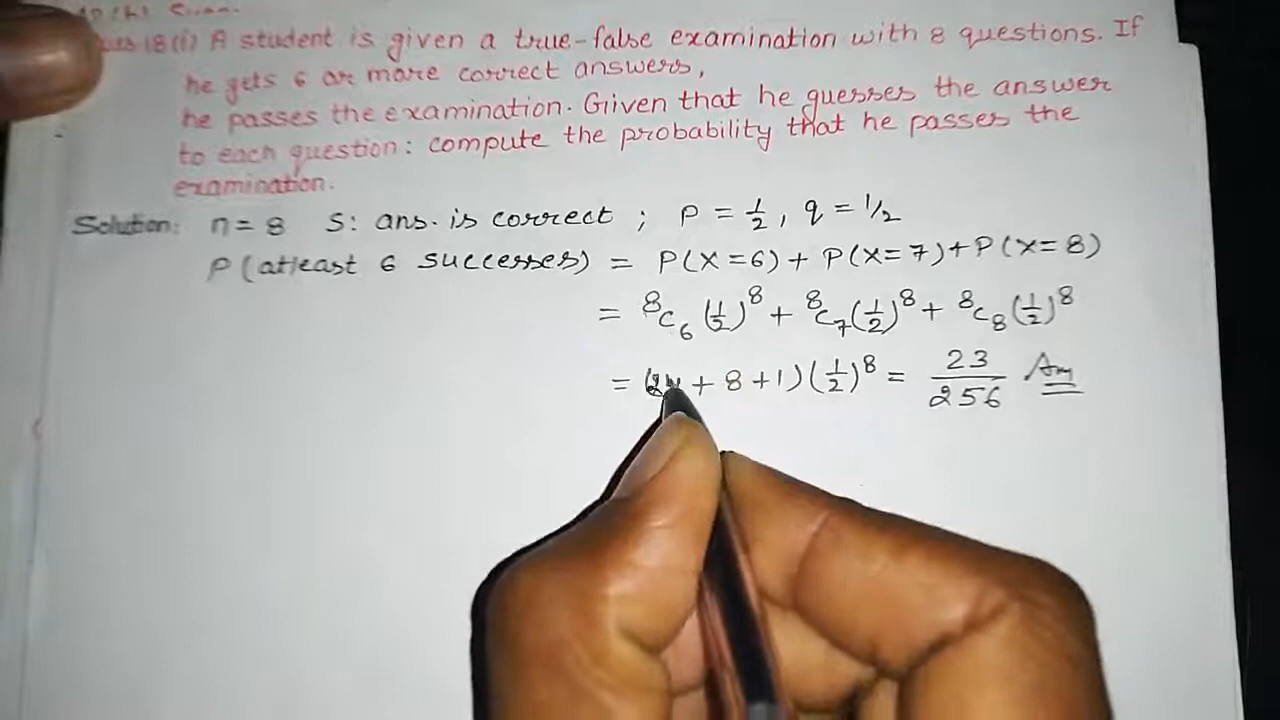 18 (i) A student is given a true-false examination with 8 questions. If
he gets 6 or more correct answers,
he passes the examination. Given that he guesses the answer
to each question: compute the probability that he passes the
examination.
Solution: n = 8 S: ans. is correct ; P = 1/2, q = 1/2
P (atleast 6 successes) = P(X=6) + P(X=7) + P(X=8)
= ⁸C₆ (1/2)⁸ + ⁸C₇ (1/2)⁸ + ⁸C₈ (1/2)⁸
= ( + 8 + 1) (1/2)⁸ = 23/256 Ans